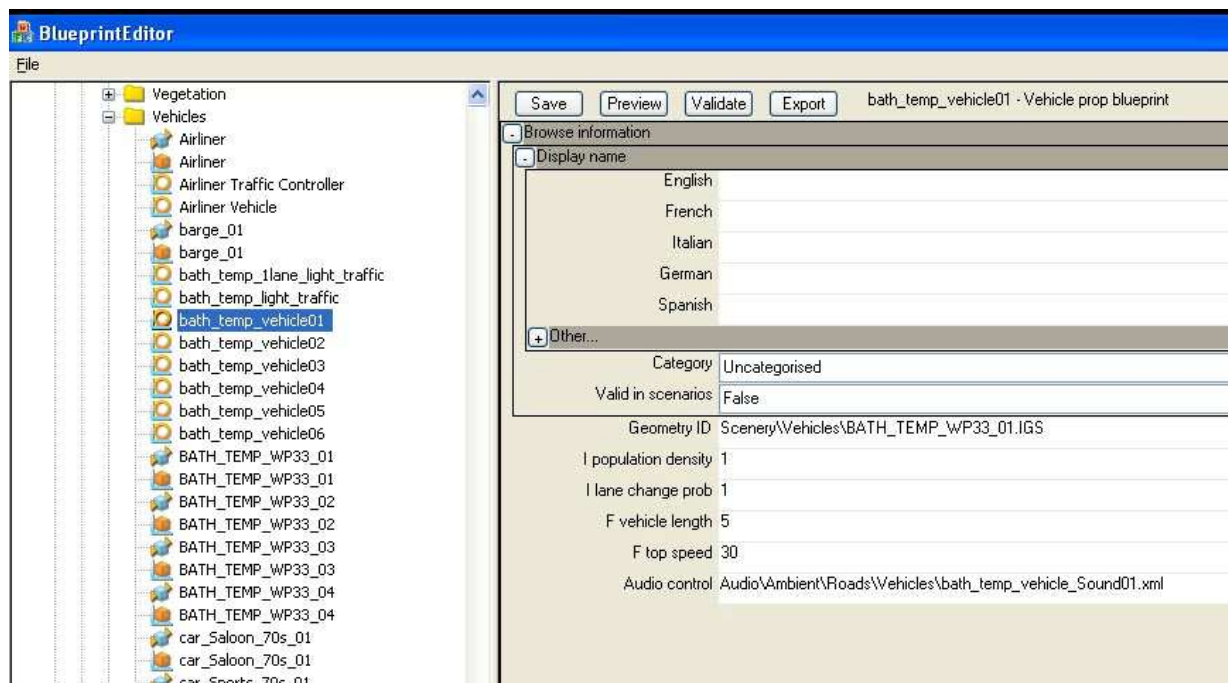 BlueprintEditor
File
Vegetation
Vehicles
Airliner
Airliner
Airliner Traffic Controller
Airliner Vehicle
barge_01
barge_01
bath_temp_1lane_light_traffic
bath_temp_light_traffic
bath_temp_vehicle01
bath_temp_vehicle02
bath_temp_vehicle03
bath_temp_vehicle04
bath_temp_vehicle05
bath_temp_vehicle06
BATH_TEMP_WP33_01
BATH_TEMP_WP33_01
BATH_TEMP_WP33_02
BATH_TEMP_WP33_02
BATH_TEMP_WP33_03
BATH_TEMP_WP33_03
BATH_TEMP_WP33_04
BATH_TEMP_WP33_04
car_Saloon_70s_01
car_Saloon_70s_01
car_Sports_70s_01
Save Preview Validate Export bath_temp_vehicle01 - Vehicle prop blueprint
Browse information
Display name
English
French
Italian
German
Spanish
Other...
Category Uncategorised
Valid in scenarios False
Geometry ID Scenery\Vehicles\BATH_TEMP_WP33_01.IGS
I population density 1
I lane change prob 1
F vehicle length 5
F top speed 30
Audio control Audio\Ambient\Roads\Vehicles\bath_temp_vehicle_Sound01.xml